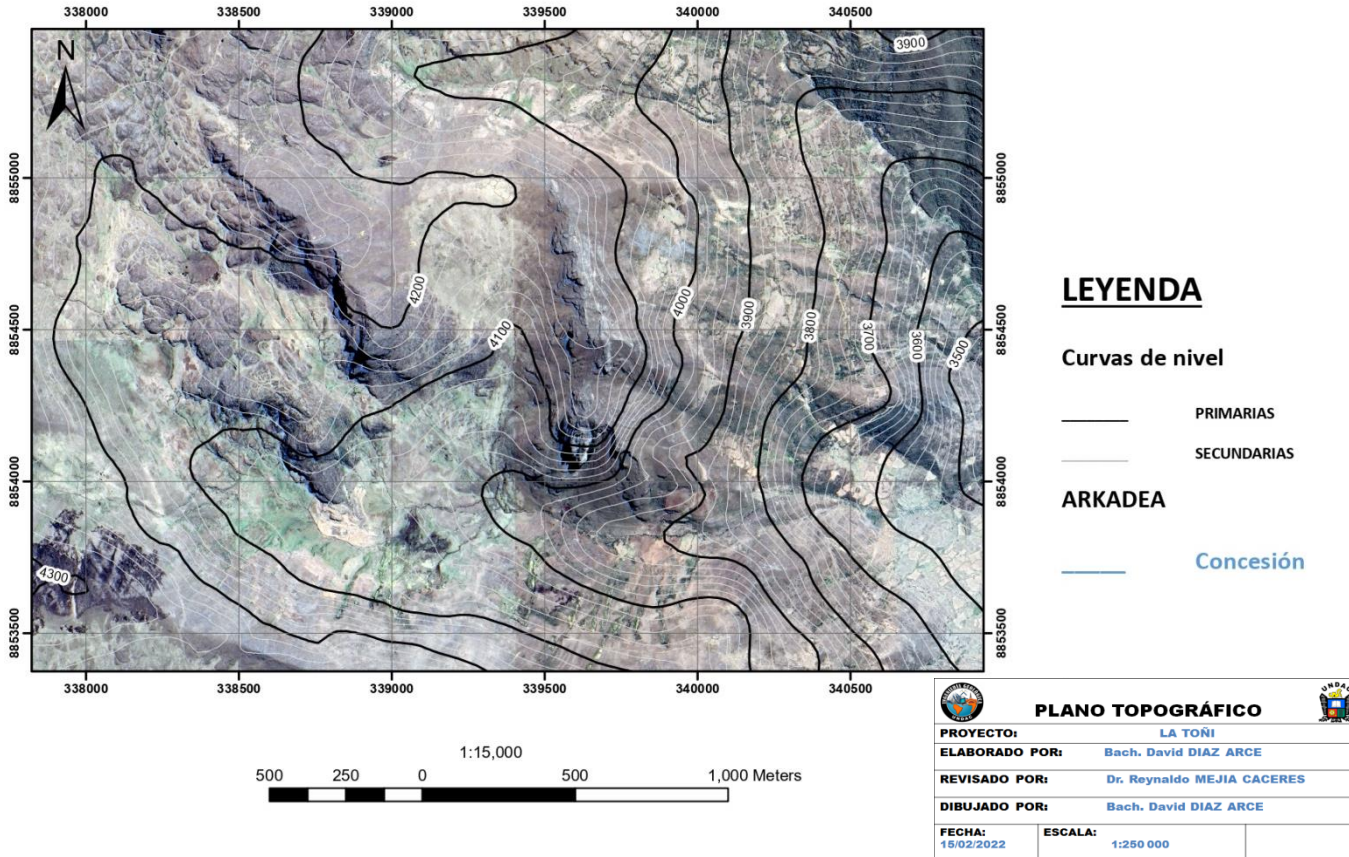 338000 338500 339000 339500 340000 340500
N
8855000
8854500
8854000
8853500
3900
4200
4100
4000
3900
3800
3700
3600
3500
4300
8855000
8854500
8854000
8853500
338000 338500 339000 339500 340000 340500
1:15,000
500 250 0 500 1,000 Meters
LEYENDA
Curvas de nivel
PRIMARIAS
SECUNDARIAS
ARKADEA
Concesión
UNDAC
UNDAC
PLANO TOPOGRÁFICO
PROYECTO: LA TOÑI
ELABORADO POR: Bach. David DIAZ ARCE
REVISADO POR: Dr. Reynaldo MEJIA CACERES
DIBUJADO POR: Bach. David DIAZ ARCE
FECHA: ESCALA:
15/02/2022 1:250 000